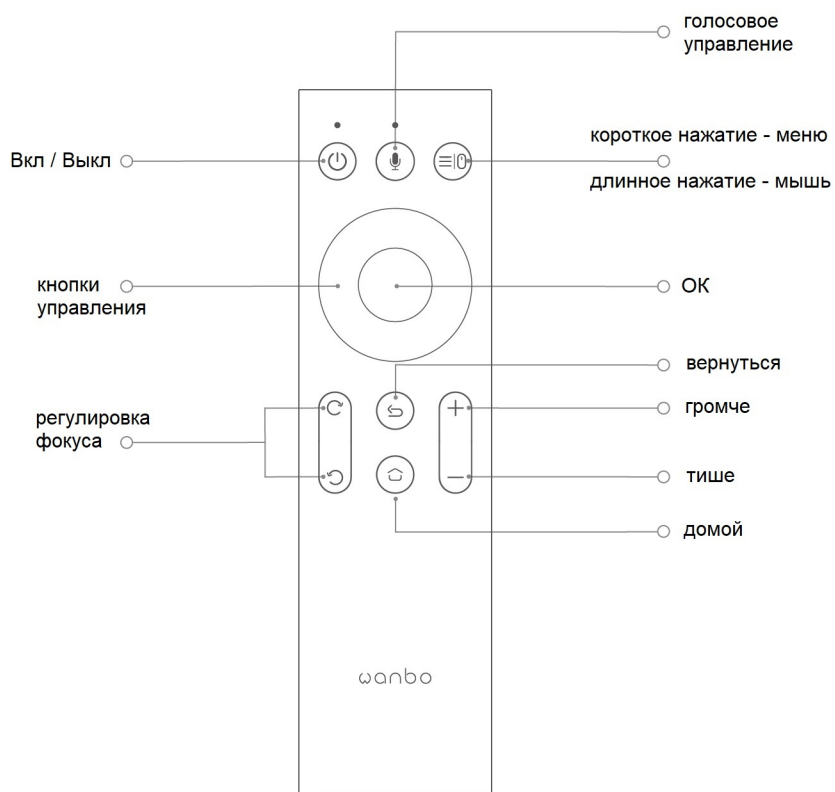 голосовое
управление
Вкл / Выкл
короткое нажатие - меню
длинное нажатие - мышь
кнопки
управления
ОК
вернуться
регулировка
фокуса
громче
тише
домой
wanbo